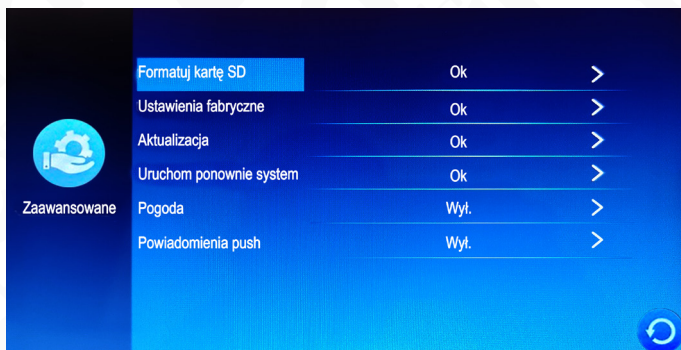 Formatuj kartę SD Ok
Ustawienia fabryczne Ok
Aktualizacja Ok
Uruchom ponownie system Ok
Zaawansowane
Pogoda Wył.
Powiadomienia push Wył.